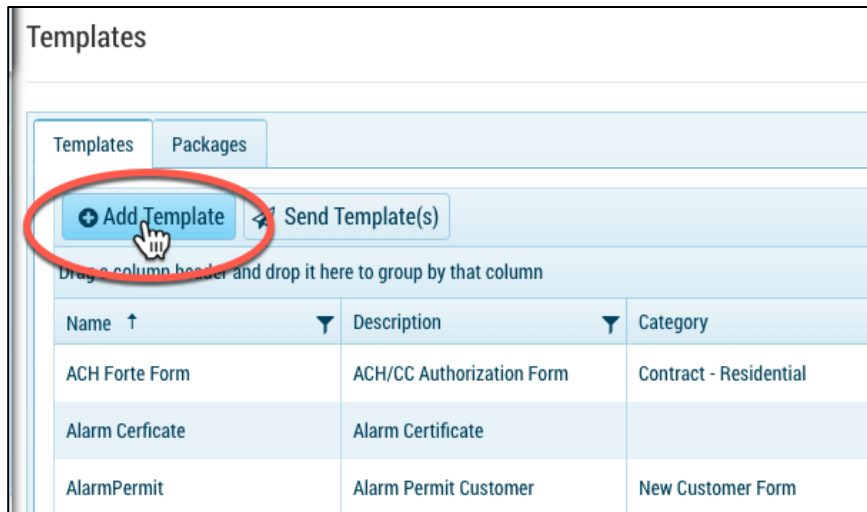 Templates
Templates Packages
Add Template Send Template(s)
Drag a column header and drop it here to group by that column
Name Description Category
ACH Forte Form ACH/CC Authorization Form Contract - Residential
Alarm Cerficate Alarm Certificate
AlarmPermit Alarm Permit Customer New Customer Form